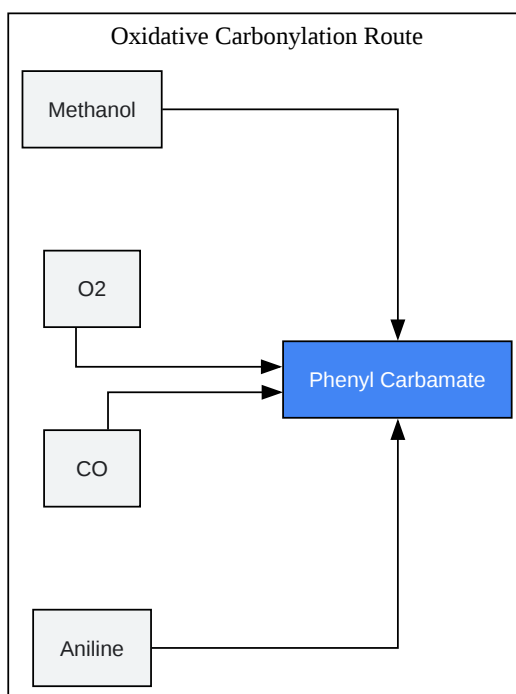 Oxidative Carbonylation Route
Methanol
O2
Phenyl Carbamate
CO
Aniline